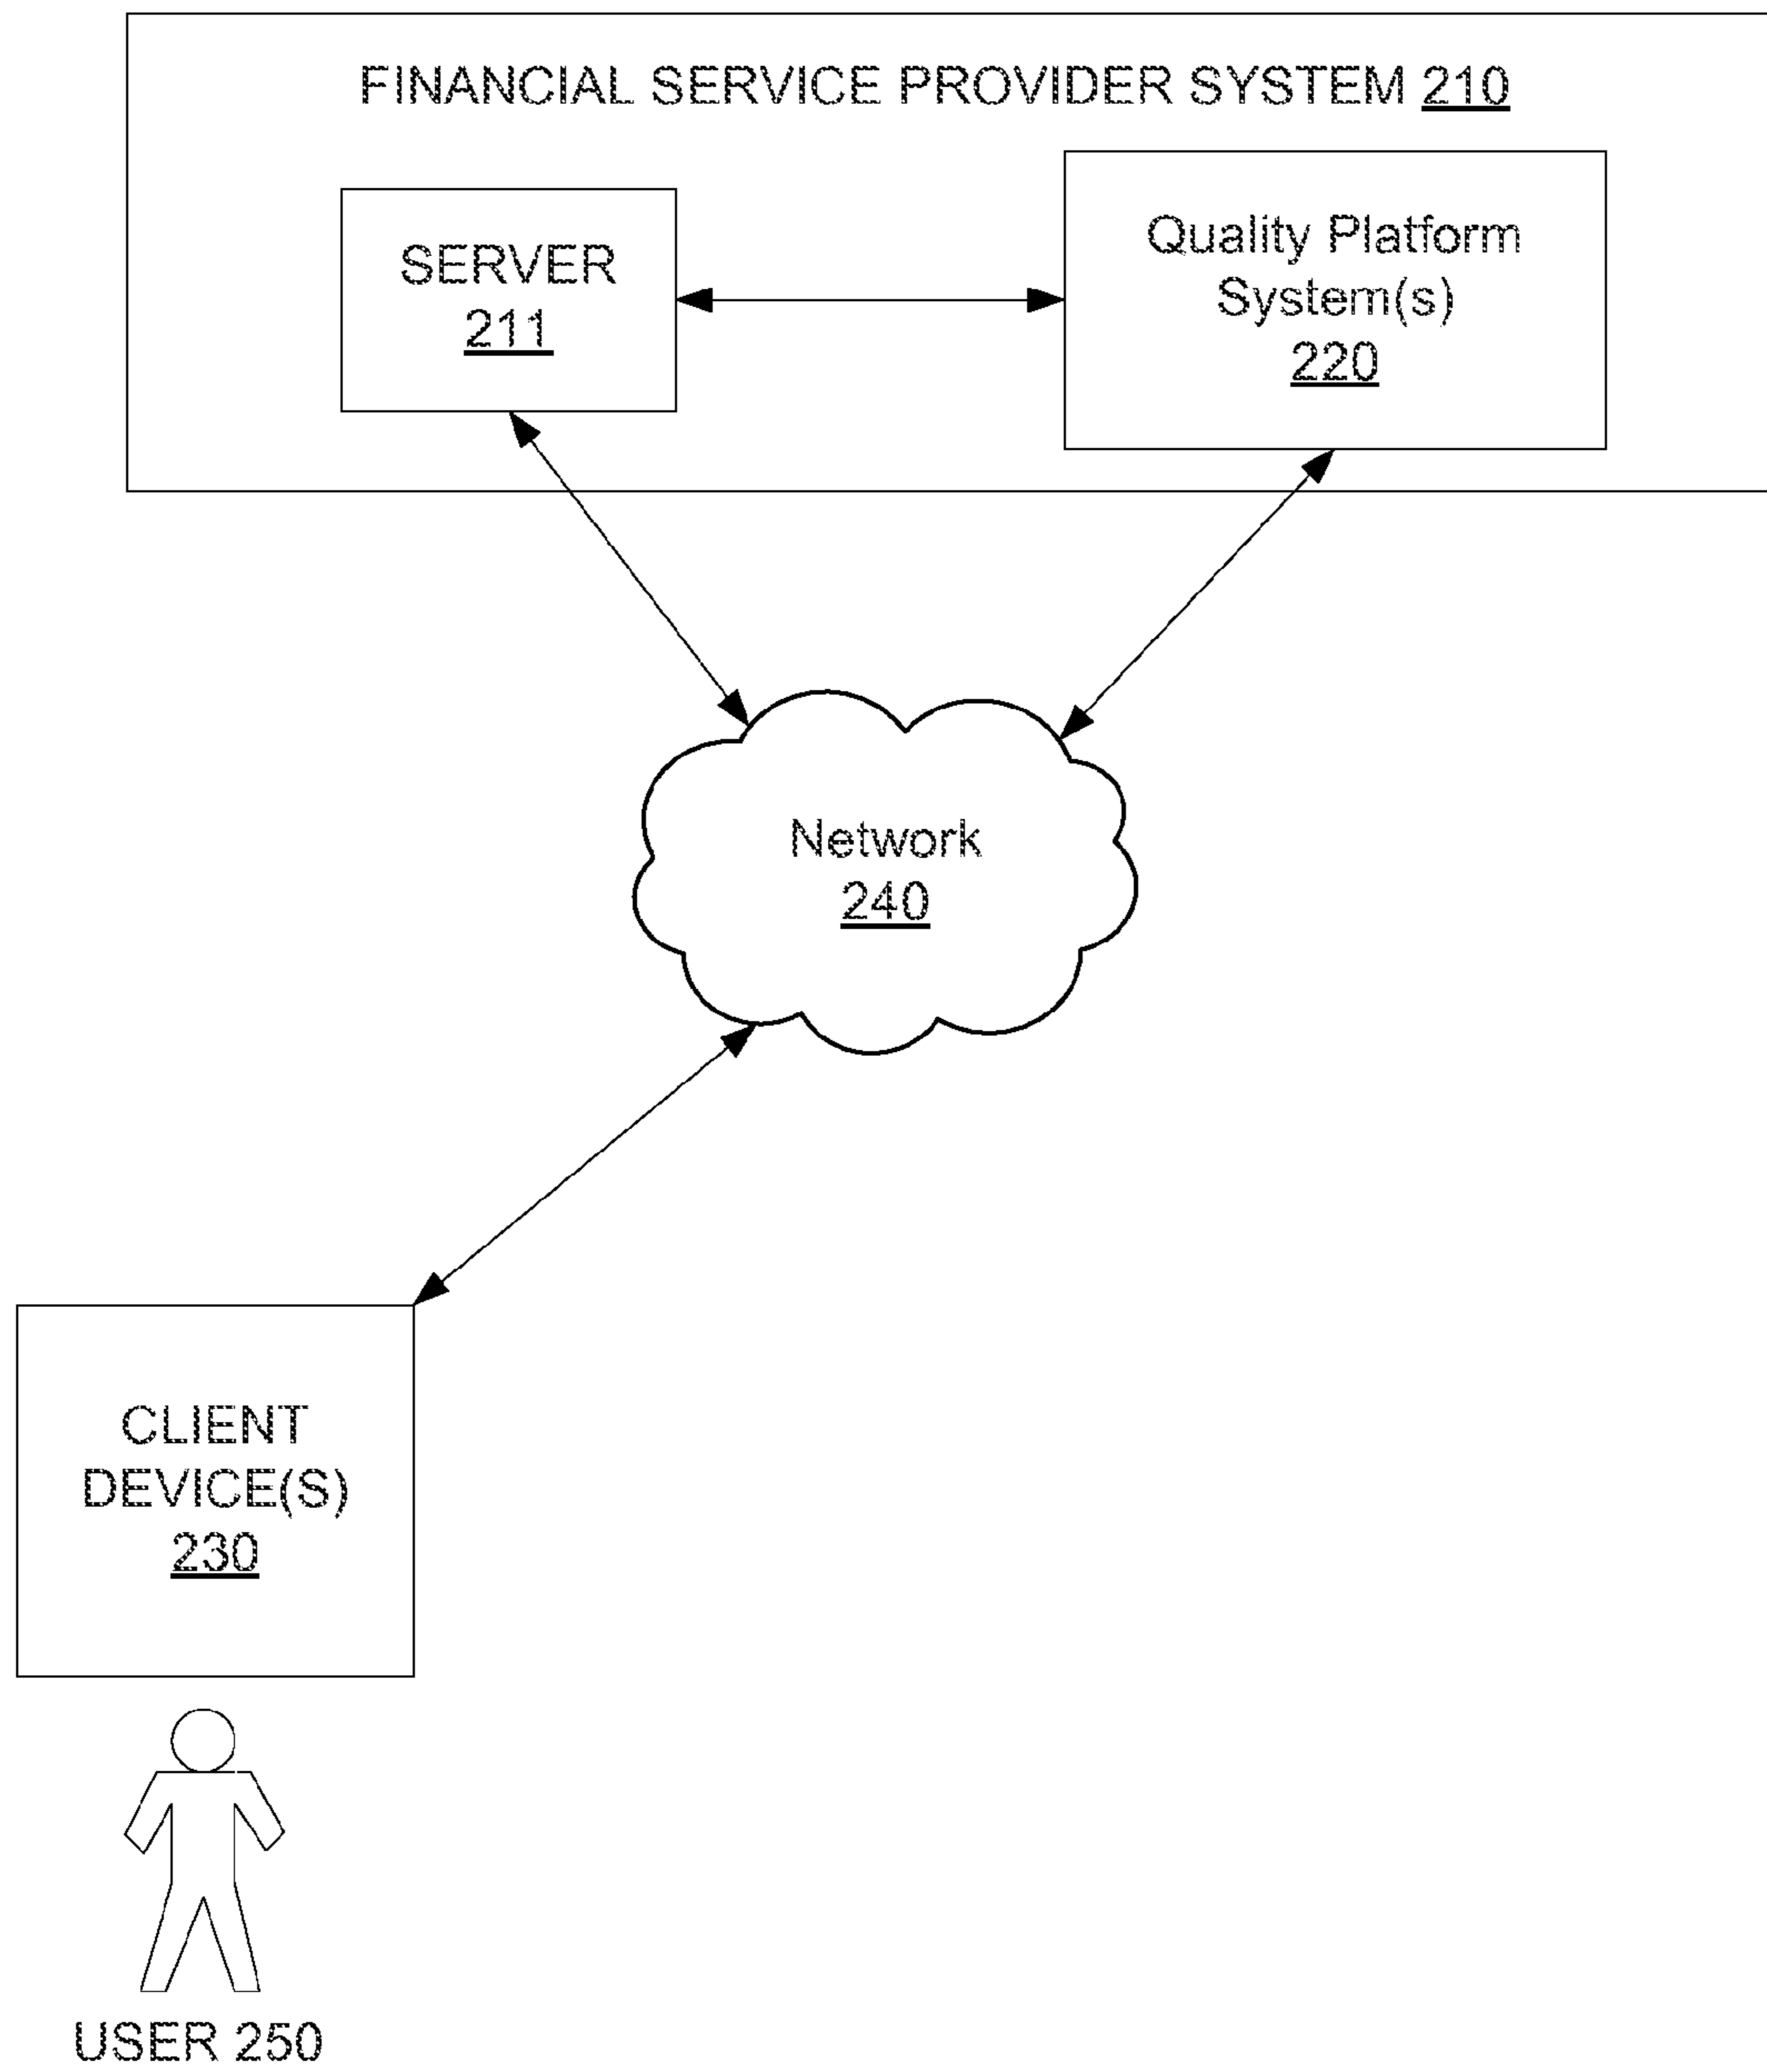 FINANCIAL SERVICE PROVIDER SYSTEM 210
SERVER
211
Quality Platform
System(s)
220
Network
240
CLIENT
DEVICE(S)
230
USER 250